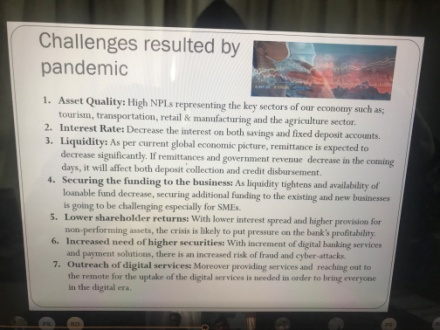 Challenges resulted by
pandemic
1. Asset Quality: High NPLs representing the key sectors of our economy such as;
tourism, transportation, retail & manufacturing and the agriculture sector.
2. Interest Rate: Decrease the interest on both savings and fixed deposit accounts.
3. Liquidity: As per current global economic picture, remittance is expected to
decrease significantly. If remittances and government revenue decrease in the coming
days, it will affect both deposit collection and credit disbursement.
4. Securing the funding to the business: As liquidity tightens and availability of
loanable fund decrease, securing additional funding to the existing and new businesses
is going to be challenging especially for SMEs.
5. Lower shareholder returns: With lower interest spread and higher provision for
non-performing assets, the crisis is likely to put pressure on the bank's profitability.
6. Increased need of higher securities: With increment of digital banking services
and payment solutions, there is an increased risk of fraud and cyber-attacks.
7. Outreach of digital services: Moreover providing services and reaching out to
the remote for the uptake of the digital services is needed in order to bring everyone
in the digital era.